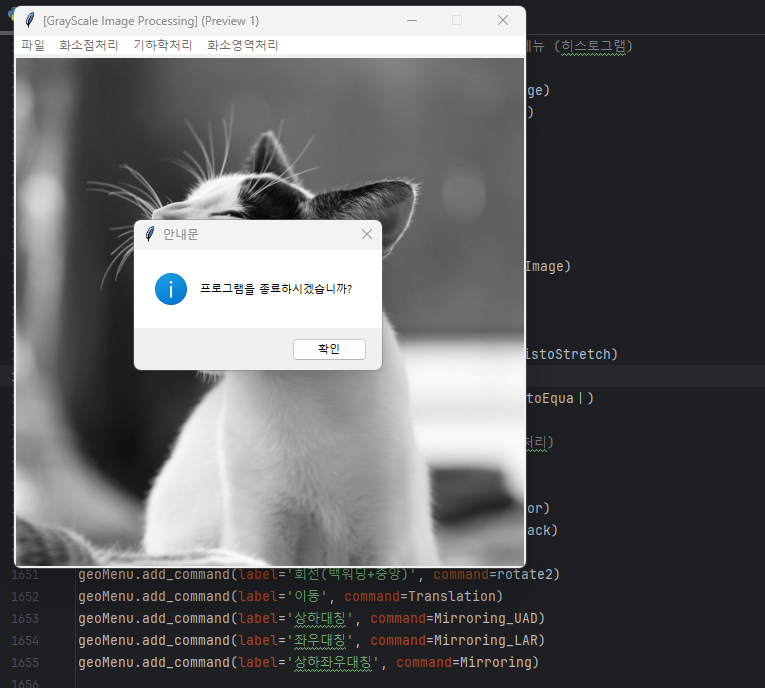 [GrayScale Image Processing] (Preview 1)
파일 화소점처리 기하학처리 화소영역처리
메뉴 (히스토그램)
ge)
)
Image)
istoStretch)
toEqua|)
처리)
or)
ack)
안내문
프로그램을 종료하시겠습니까?
확인
1651 geoMenu.add_command(label='회선(백워딩+중앙)', command=rotate2)
1652 geoMenu.add_command(label='이동', command=Translation)
1653 geoMenu.add_command(label='상하대칭', command=Mirroring_UAD)
1654 geoMenu.add_command(label='좌우대칭', command=Mirroring_LAR)
1655 geoMenu.add_command(label='상하좌우대칭', command=Mirroring)
1656